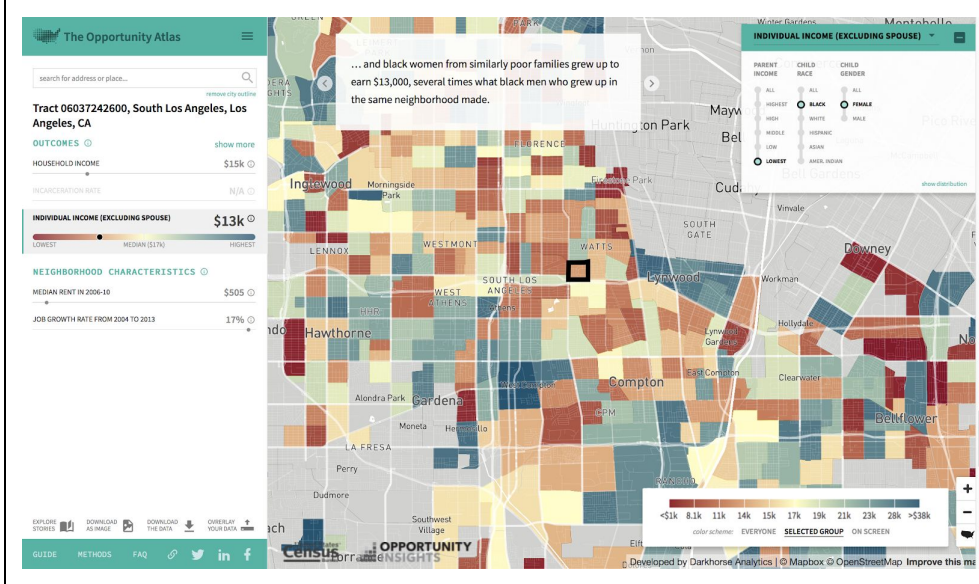 The Opportunity Atlas
search for address or place...
remove city outline
Tract 06037242600, South Los Angeles, Los
Angeles, CA
OUTCOMES
show more
HOUSEHOLD INCOME
$15k
INCARCERATION RATE
N/A
INDIVIDUAL INCOME (EXCLUDING SPOUSE)
$13k
LOWEST
MEDIAN ($17k)
HIGHEST
NEIGHBORHOOD CHARACTERISTICS
MEDIAN RENT IN 2006-10
$505
JOB GROWTH RATE FROM 2004 TO 2013
17%
EXPLORE
STORIES
DOWNLOAD
AS IMAGE
DOWNLOAD
THE DATA
OVERLAY
YOUR DATA
GUIDE METHODS FAQ
… and black women from similarly poor families grew up to
earn $13,000, several times what black men who grew up in
the same neighborhood made.
INDIVIDUAL INCOME (EXCLUDING SPOUSE)
PARENT
INCOME
CHILD
RACE
CHILD
GENDER
ALL ALL ALL
HIGHEST BLACK FEMALE
HIGH WHITE MALE
MIDDLE HISPANIC
LOW ASIAN
LOWEST AMER. INDIAN
show distribution
Winter Gardens
Montebello
PARK
Huntington Park
FLORENCE
Inglewood
Morningside
Park
Vinvale
SOUTH
GATE
Downey
WESTMONT
WATTS
LENNOX
SOUTH LOS
ANGELES
Lynwood
Workman
WEST
ATHENS
Athens
Hawthorne
Lynwood
Gardens
Hollydale
East Compton
Clearwater
West Compton
Compton
Alondra Park
Gardena
Bellflower
Moneta
LA FRESA
Perry
Dudmore
Southwest
Village
Torrance
<$1k 8.1k 11k 14k 15k 17k 19k 21k 23k 28k >$38k
color scheme: EVERYONE SELECTED GROUP ON SCREEN
Census
OPPORTUNITY
INSIGHTS
Developed by Darkhorse Analytics | © Mapbox © OpenStreetMap Improve this m